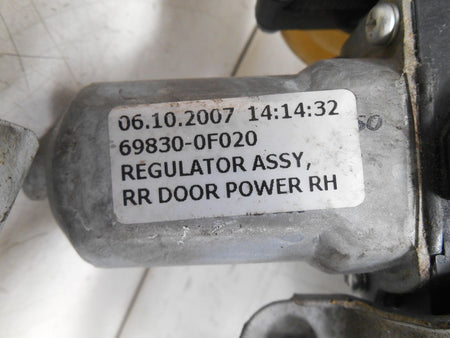 06.10.2007 14:14:32
69830-0F020
REGULATOR ASSY,
RR DOOR POWER RH